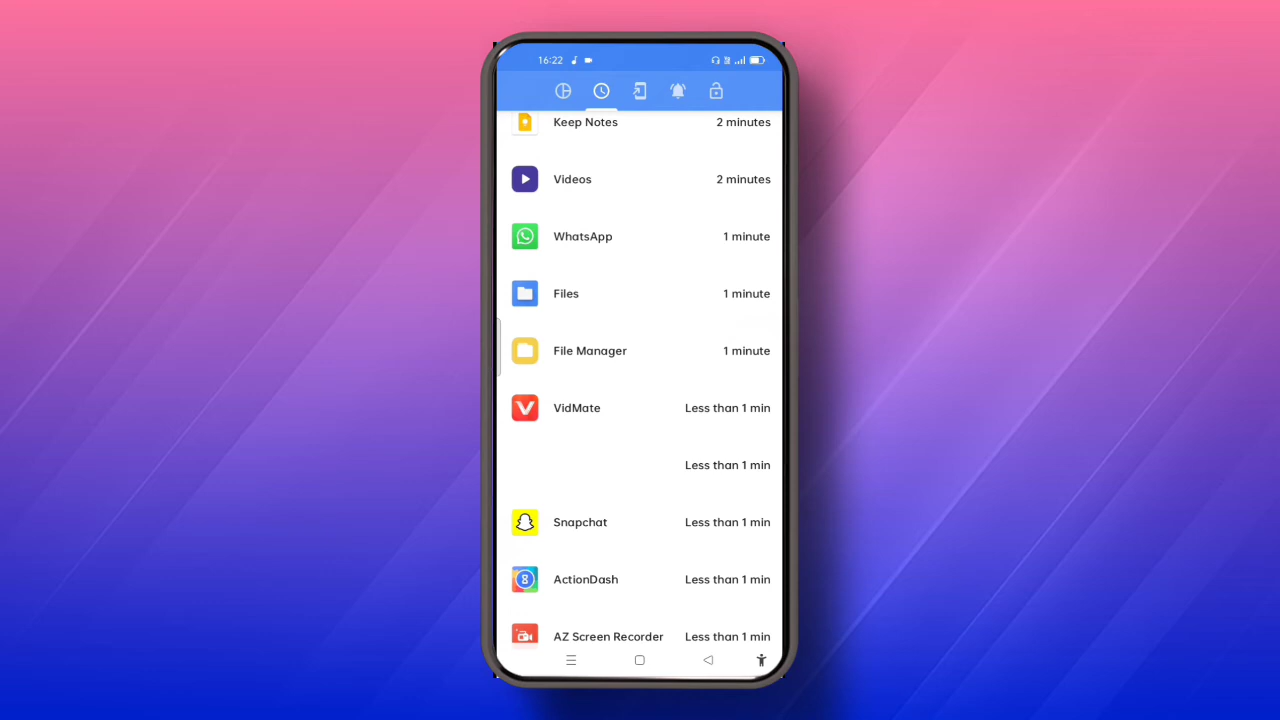 16:22
Keep Notes 2 minutes
Videos 2 minutes
WhatsApp 1 minute
Files 1 minute
File Manager 1 minute
VidMate Less than 1 min
Less than 1 min
Snapchat Less than 1 min
ActionDash Less than 1 min
AZ Screen Recorder Less than 1 min